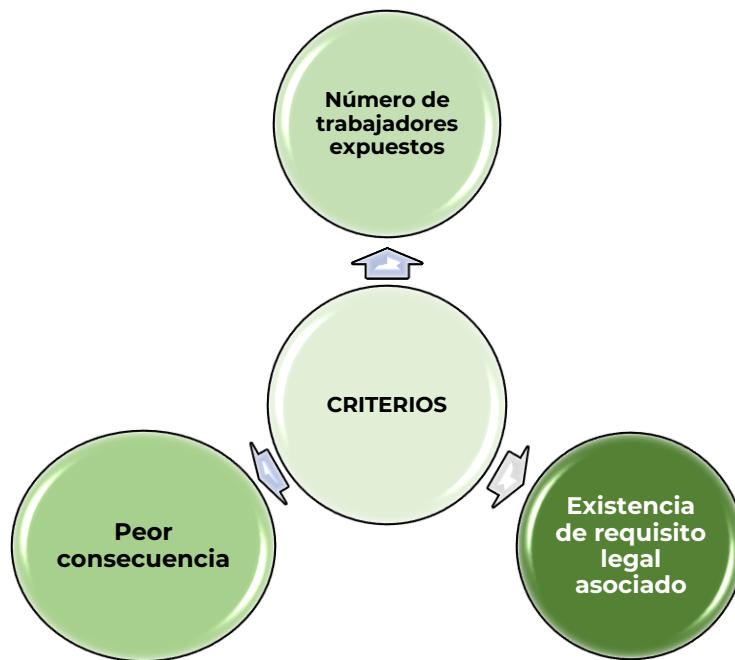 Número de
trabajadores
expuestos
CRITERIOS
Peor
consecuencia
Existencia
de requisito
legal
asociado